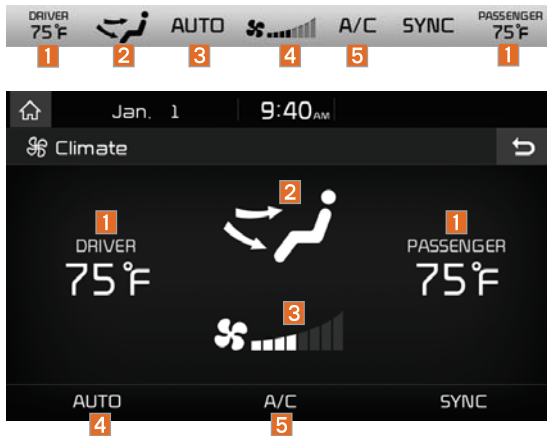 DRIVER
75°F
AUTO
A/C
SYNC
PASSENGER
75°F
1
2
3
4
5
1
Jan. 1
9:40AM
Climate
2
1
DRIVER
75°F
1
PASSENGER
75°F
3
AUTO
A/C
SYNC
4
5